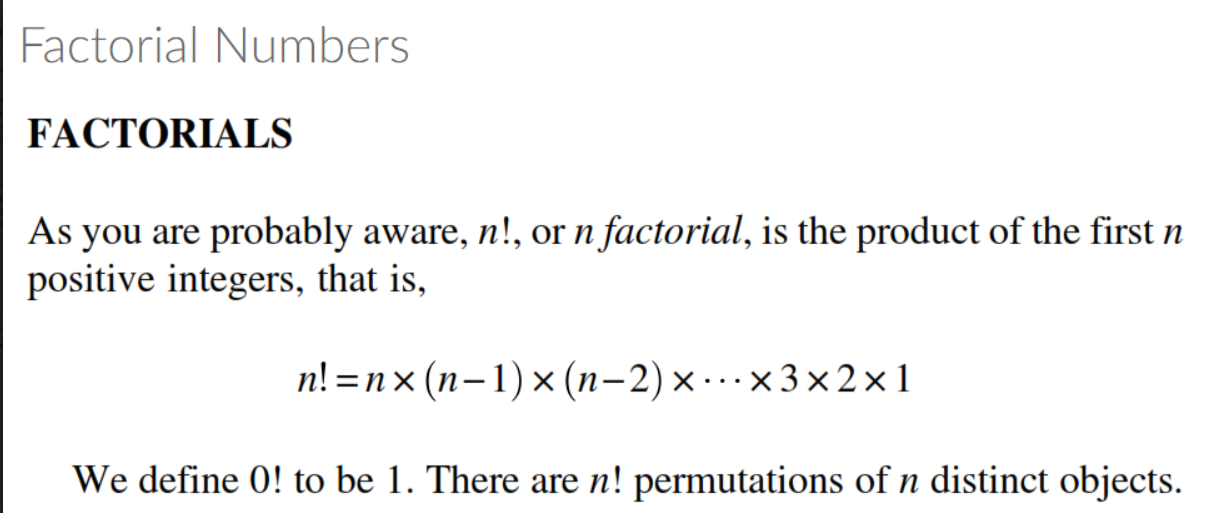 Factorial Numbers
FACTORIALS
As you are probably aware, n!, or n factorial, is the product of the first n
positive integers, that is,
n! = n × (n − 1) × (n − 2) × ⋯ × 3 × 2 × 1
We define 0! to be 1. There are n! permutations of n distinct objects.